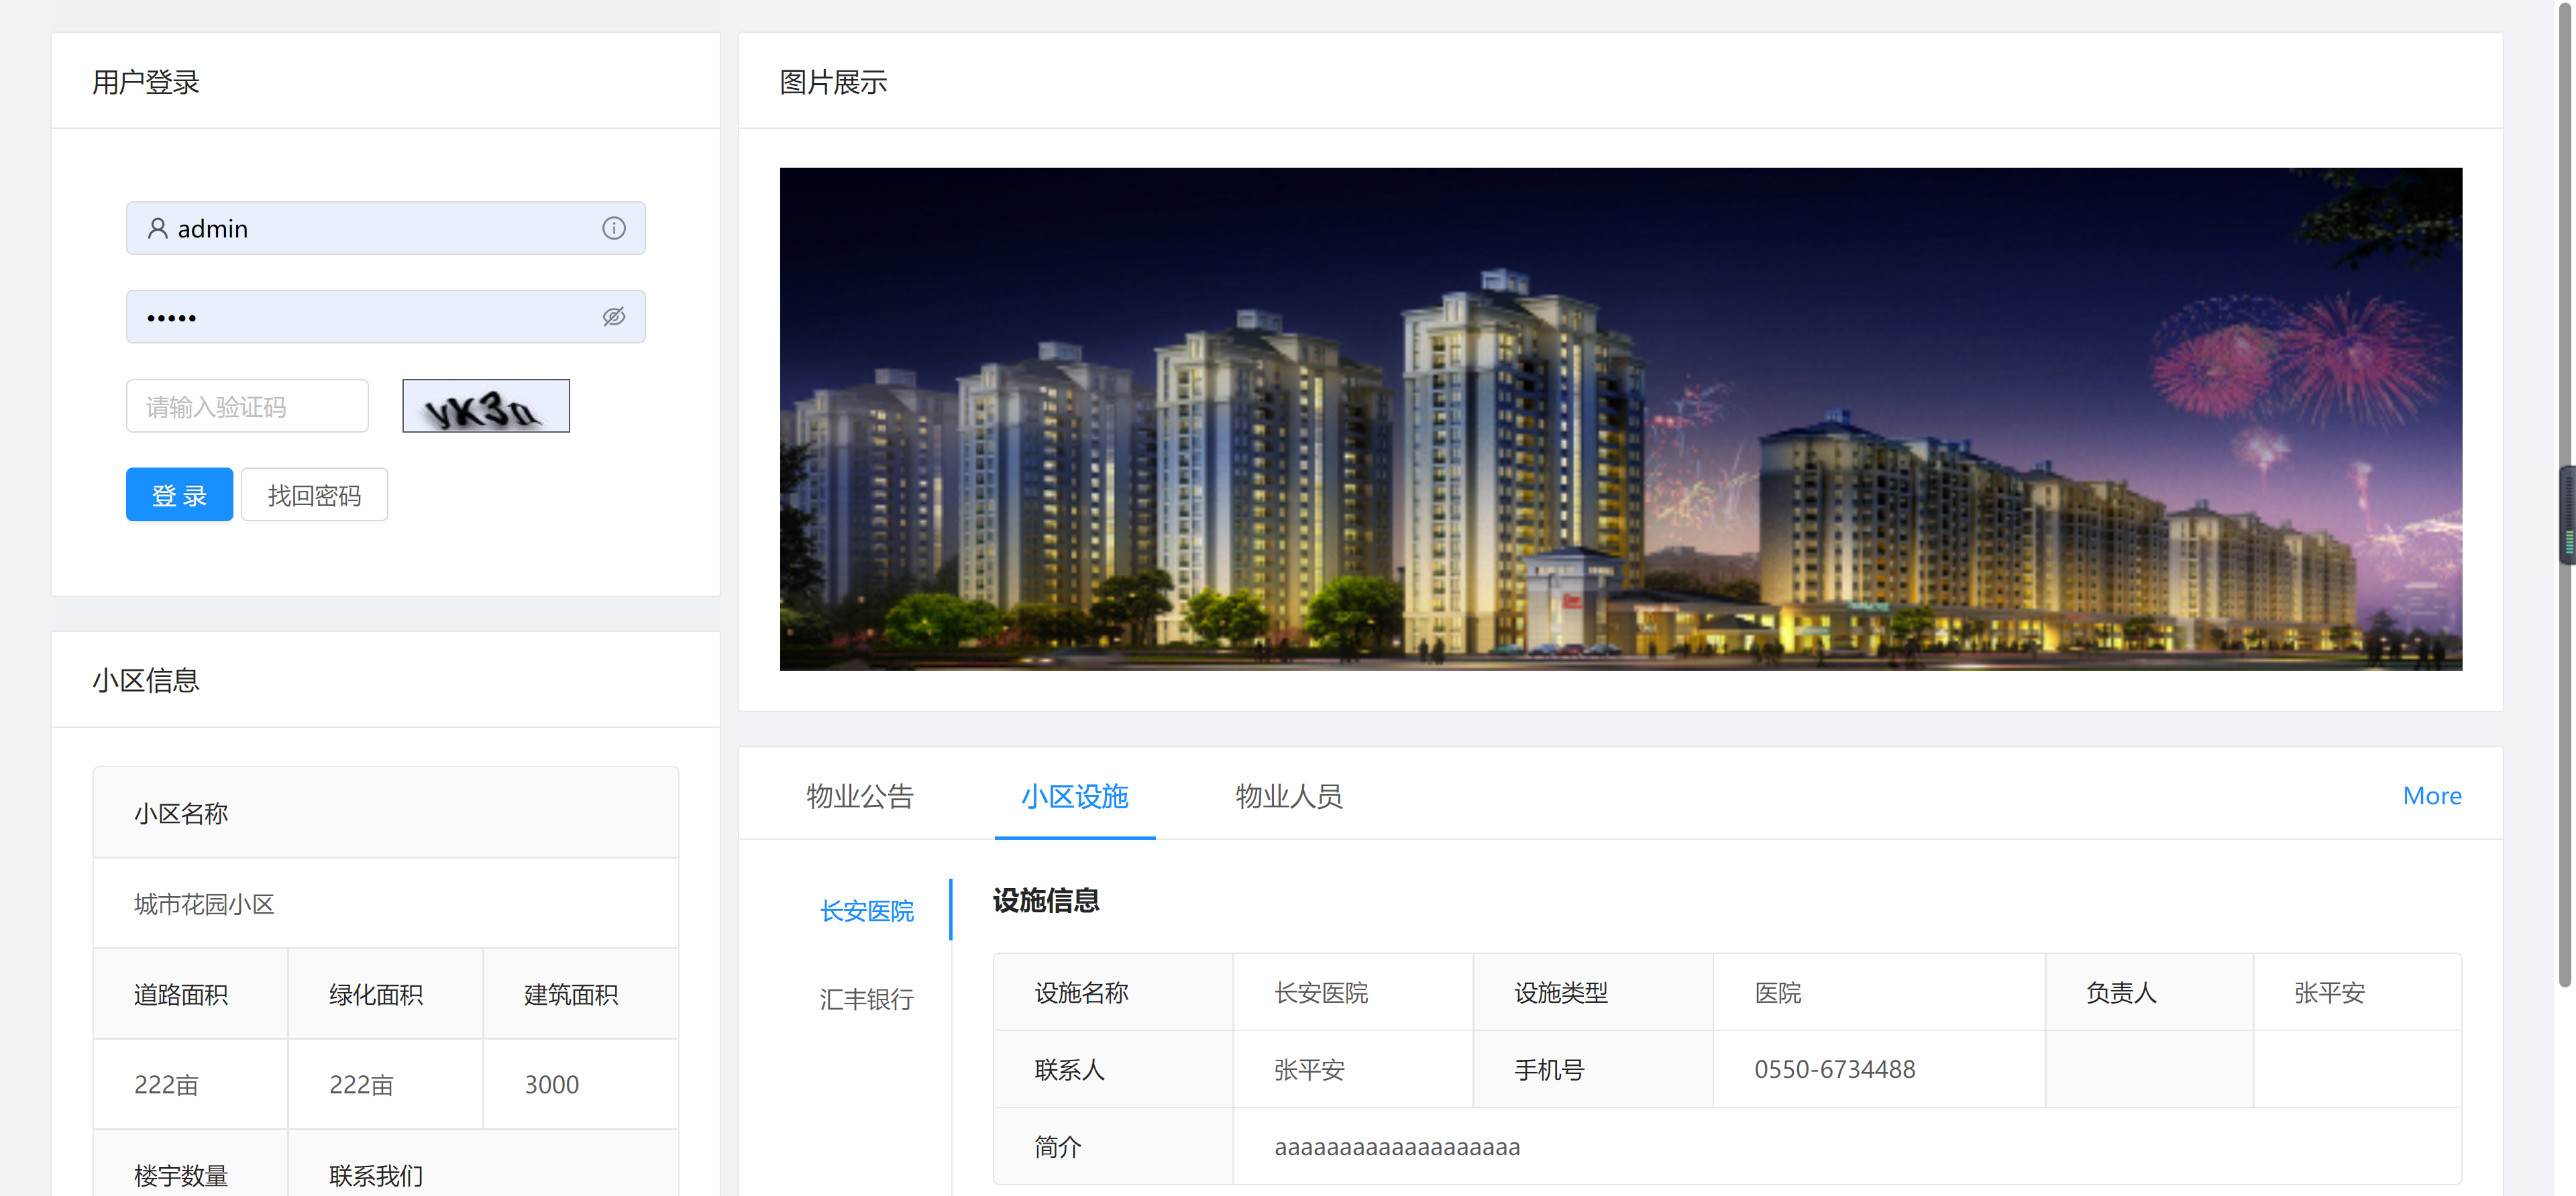 用户登录
admin
•••••
请输入验证码
yK3a
登 录
找回密码
小区信息
小区名称
城市花园小区
道路面积 绿化面积 建筑面积
222亩 222亩 3000
楼宇数量 联系我们
图片展示
物业公告 小区设施 物业人员 More
长安医院
汇丰银行
设施信息
设施名称 长安医院 设施类型 医院 负责人 张平安
联系人 张平安 手机号 0550-6734488
简介 aaaaaaaaaaaaaaaaaaa